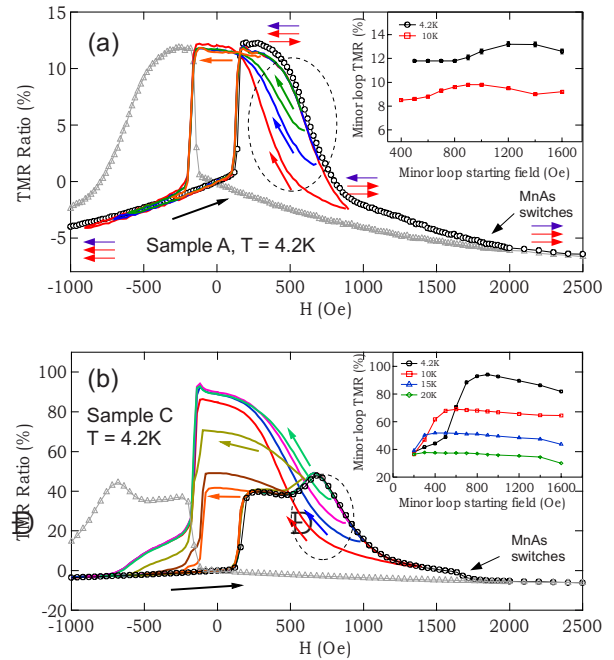 (a)
TMR Ratio (%)
15
10
5
0
-5
-1000 -500 0 500 1000 1500 2000 2500
H (Oe)
Sample A, T = 4.2K
MnAs
switches
Minor loop TMR (%)
14
12
10
8
6
400 800 1200 1600
Minor loop starting field (Oe)
4.2K
10K
(b)
Sample C
T = 4.2K
TMR Ratio (%)
100
80
60
40
20
0
-20
-1000 -500 0 500 1000 1500 2000 2500
H (Oe)
MnAs
switches
Minor loop TMR (%)
100
80
60
40
20
0 400 800 1200 1600
Minor loop starting field (Oe)
4.2K
10K
15K
20K